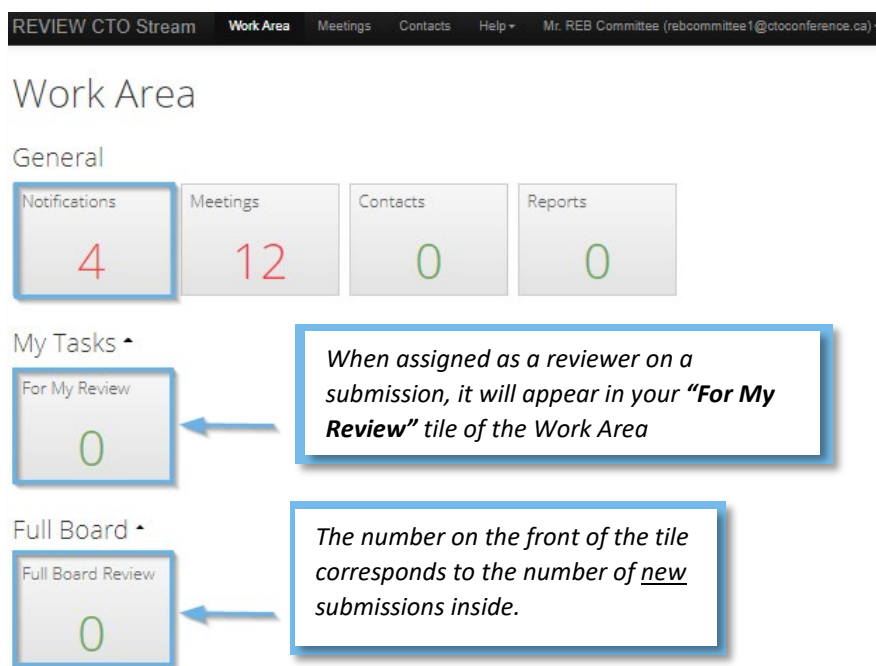 REVIEW CTO Stream Work Area Meetings Contacts Help Mr. REB Committee (rebcommittee1@ctoconference.ca)
Work Area
General
Notifications Meetings Contacts Reports
4 12 0 0
My Tasks
For My Review
0
When assigned as a reviewer on a
submission, it will appear in your “For My
Review” tile of the Work Area
Full Board
Full Board Review
0
The number on the front of the tile
corresponds to the number of new
submissions inside.